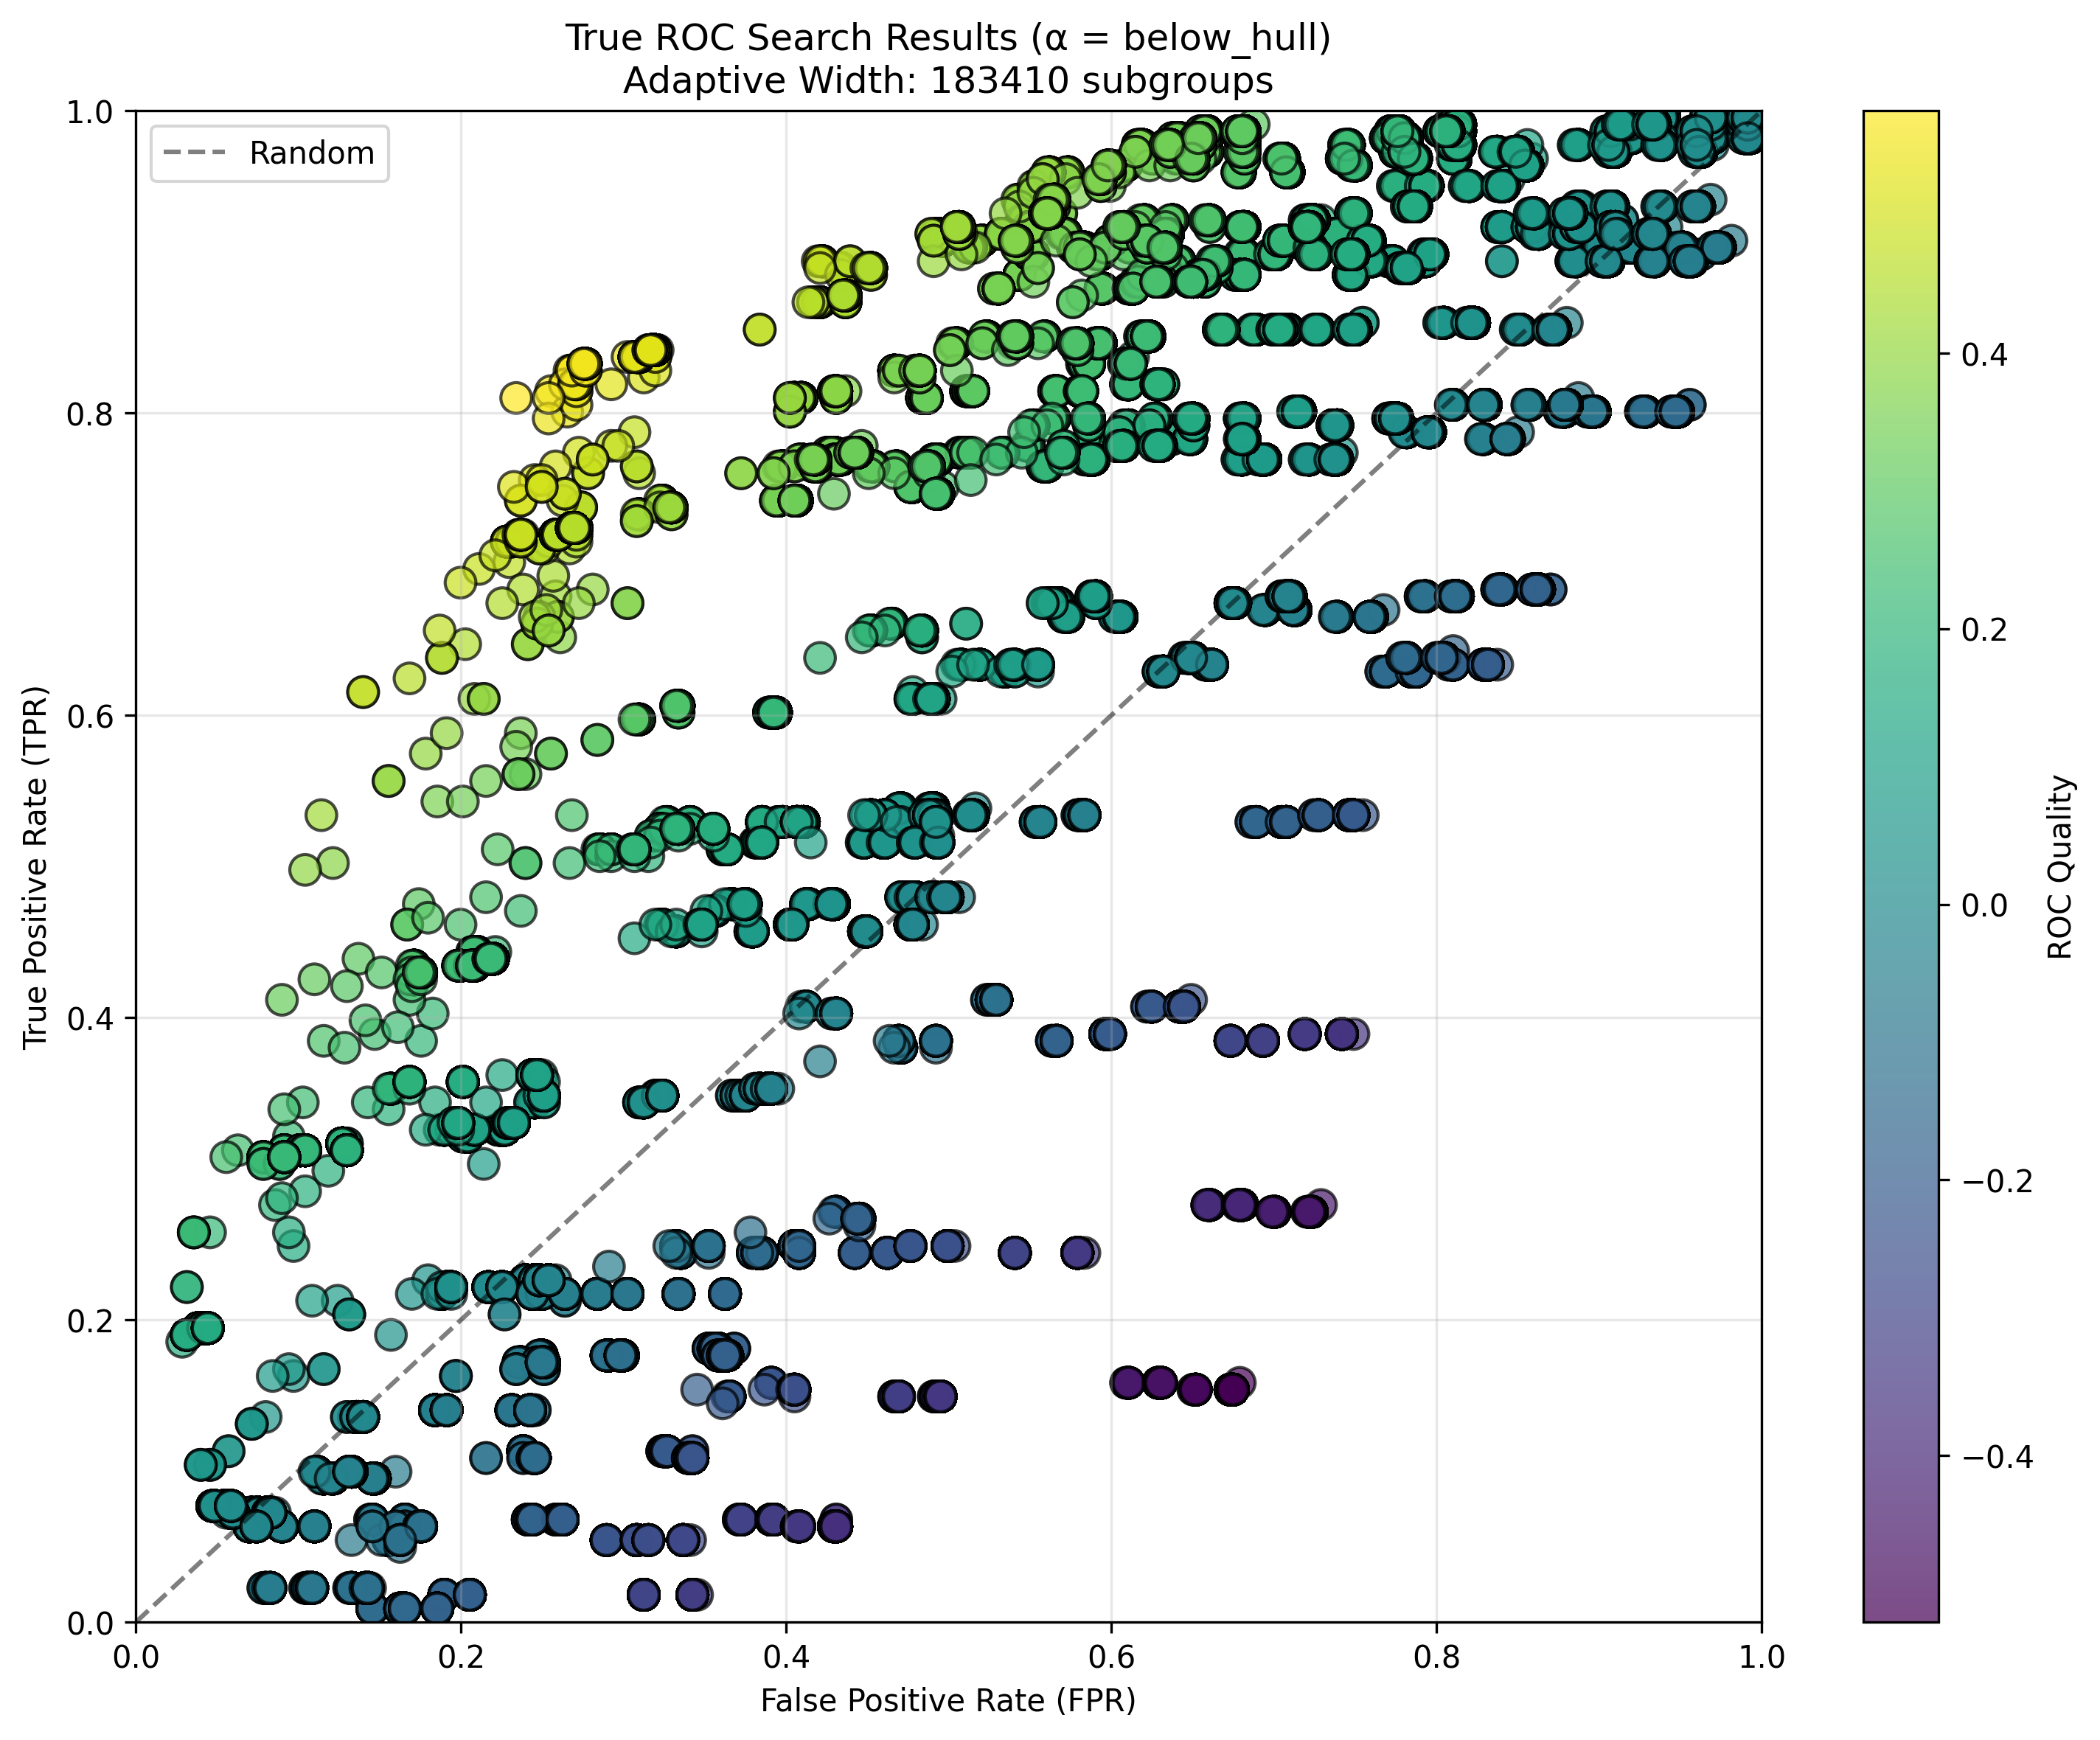 True ROC Search Results (α = below_hull)
Adaptive Width: 183410 subgroups
Random
True Positive Rate (TPR)
1.0
0.8
0.6
0.4
0.2
0.0
0.0 0.2 0.4 0.6 0.8 1.0
False Positive Rate (FPR)
0.4
0.2
0.0
−0.2
−0.4
ROC Quality